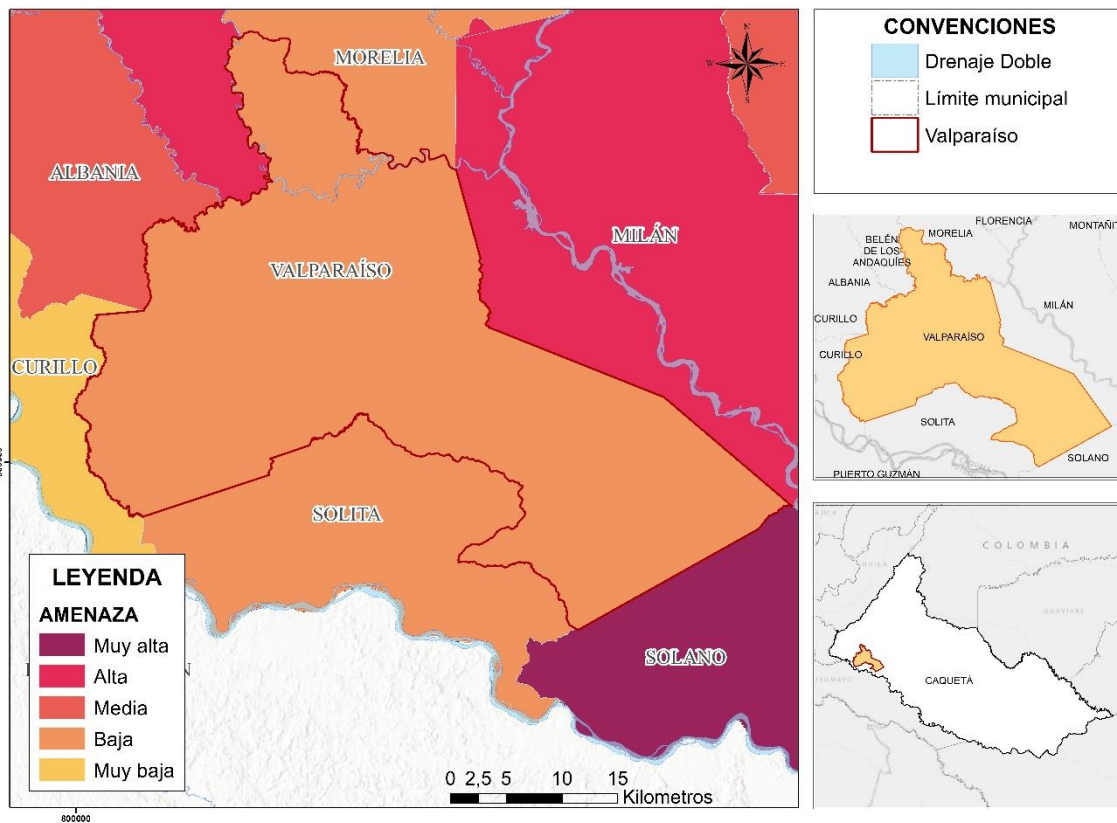 MORELIA
ALBANIA
MILÁN
VALPARAÍSO
CURILLO
SOLITA
SOLANO
N
W
E
S
LEYENDA
AMENAZA
Muy alta
Alta
Media
Baja
Muy baja
0 2,5 5 10 15
Kilometros
800000
CONVENCIONES
Drenaje Doble
Límite municipal
Valparaíso
FLORENCIA
MONTAÑIT
BELÉN
DE LOS
ANDAQUÍES
MORELIA
ALBANIA
MILÁN
CURILLO
VALPARAÍSO
CURILLO
SOLITA
SOLANO
PUERTO GUZMÁN
COLOMBIA
GUAVIARE
CAQUETÁ